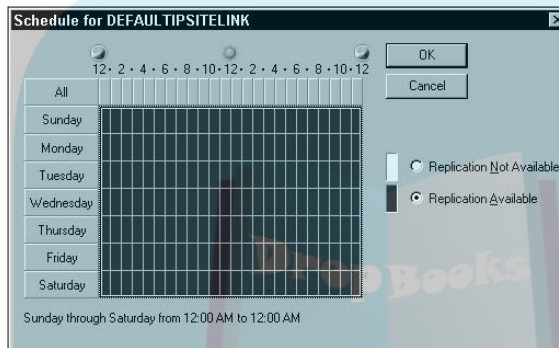 Schedule for DEFAULTIPSITELINK
12 · 2 · 4 · 6 · 8 · 10 · 12 · 2 · 4 · 6 · 8 · 10 · 12
OK
Cancel
All
Sunday
Monday
Tuesday
Wednesday
Thursday
Friday
Saturday
Replication Not Available
Replication Available
Sunday through Saturday from 12:00 AM to 12:00 AM
DropBooks